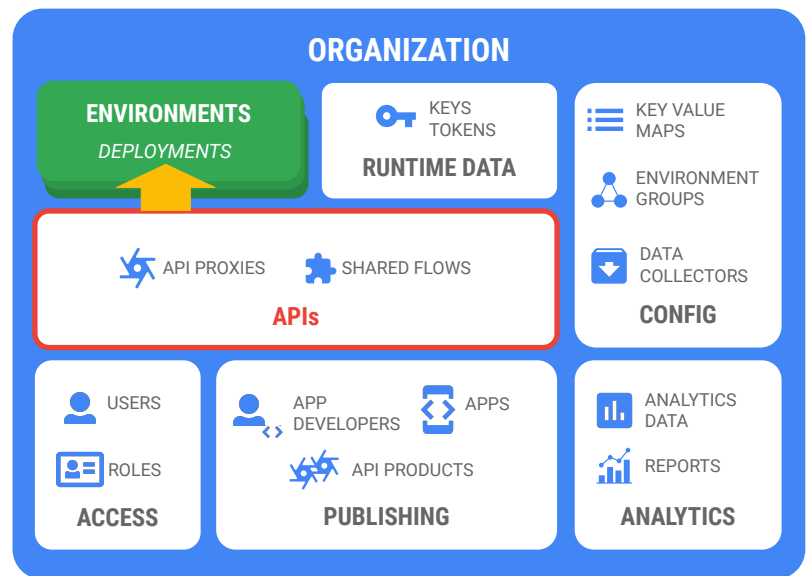 ORGANIZATION
ENVIRONMENTS
DEPLOYMENTS
KEYS
TOKENS
RUNTIME DATA
KEY VALUE
MAPS
ENVIRONMENT
GROUPS
DATA
COLLECTORS
CONFIG
API PROXIES
SHARED FLOWS
APIs
USERS
ROLES
ACCESS
APP
DEVELOPERS
APPS
API PRODUCTS
PUBLISHING
ANALYTICS
DATA
REPORTS
ANALYTICS